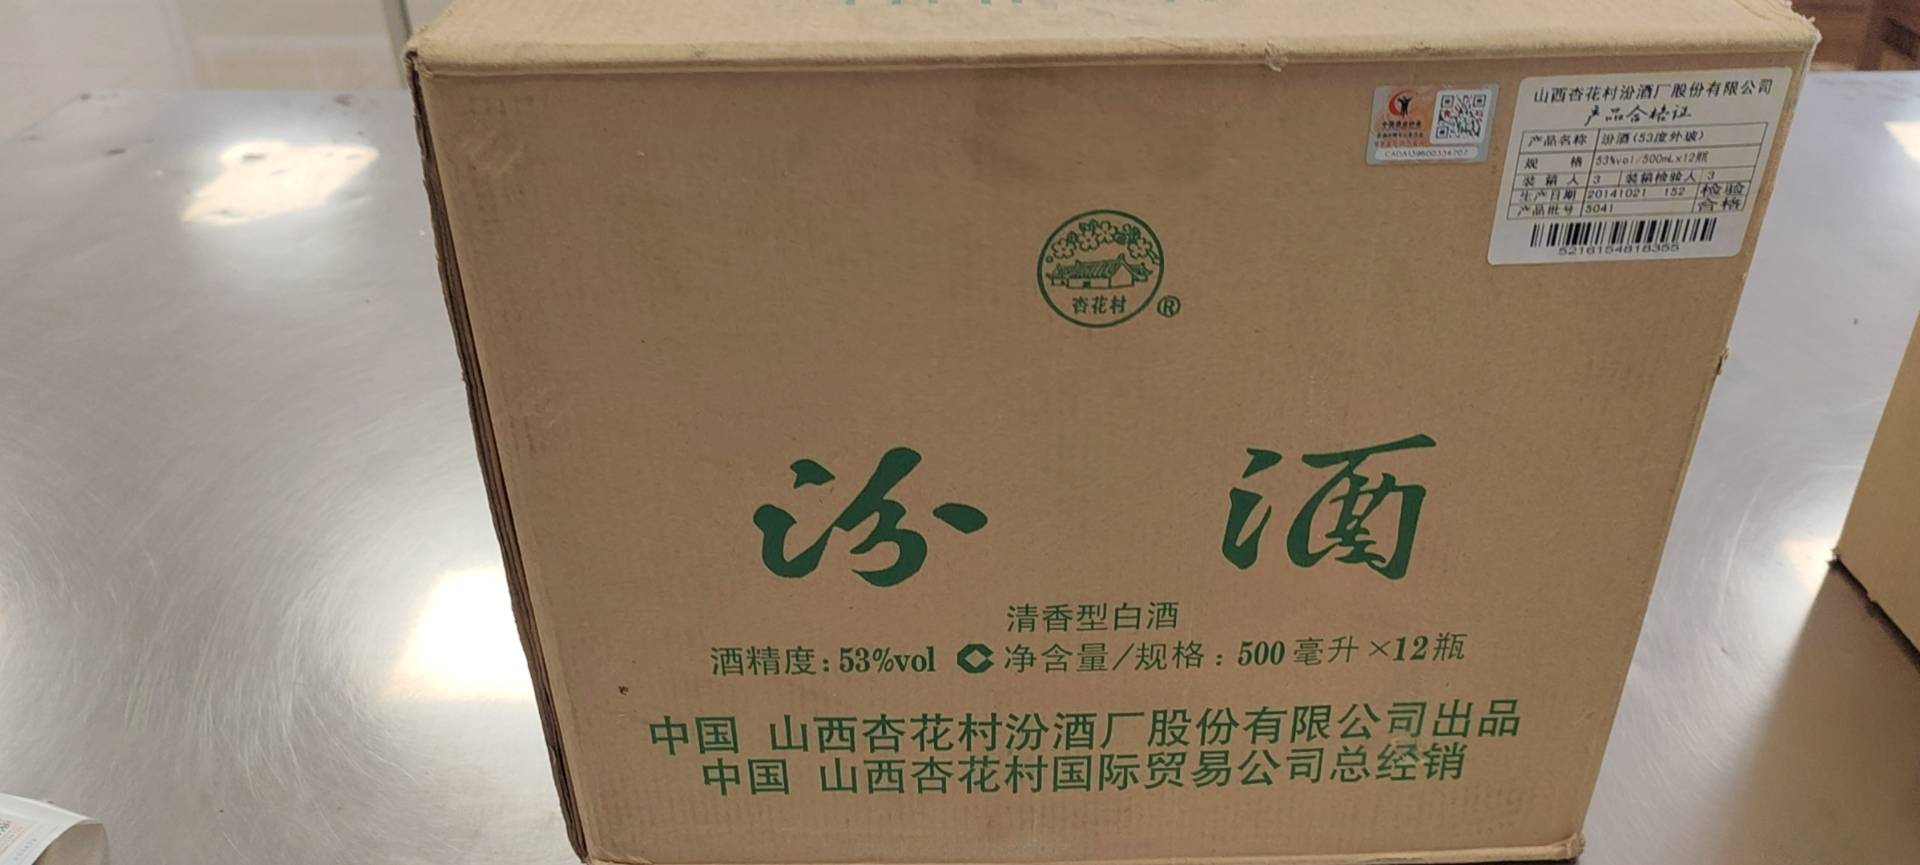 山西杏花村汾酒厂股份有限公司
产品合格证
产品名称 汾酒(53度外玻)
规 格 53%vol/500mL×12瓶
装 箱 人 3 装箱检验人 3
生产日期 20141021 152 检验
产品批号 5041 合格
5216154818355
杏花村
®
汾酒
清香型白酒
酒精度:53%vol 净含量/规格:500毫升×12瓶
中国 山西杏花村汾酒厂股份有限公司出品
中国 山西杏花村国际贸易公司总经销